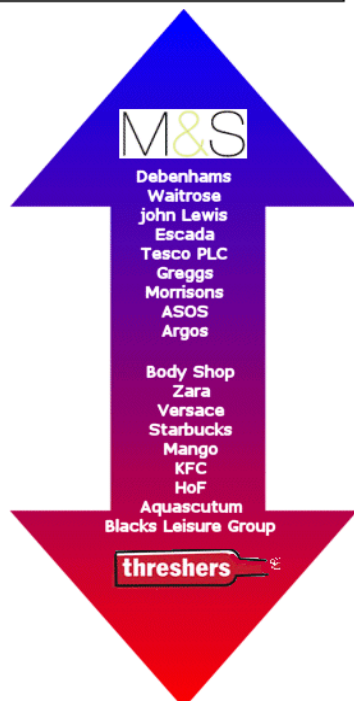 M&S
Debenhams
Waitrose
john Lewis
Escada
Tesco PLC
Greggs
Morrisons
ASOS
Argos
Body Shop
Zara
Versace
Starbucks
Mango
KFC
HoF
Aquascutum
Blacks Leisure Group
threshers